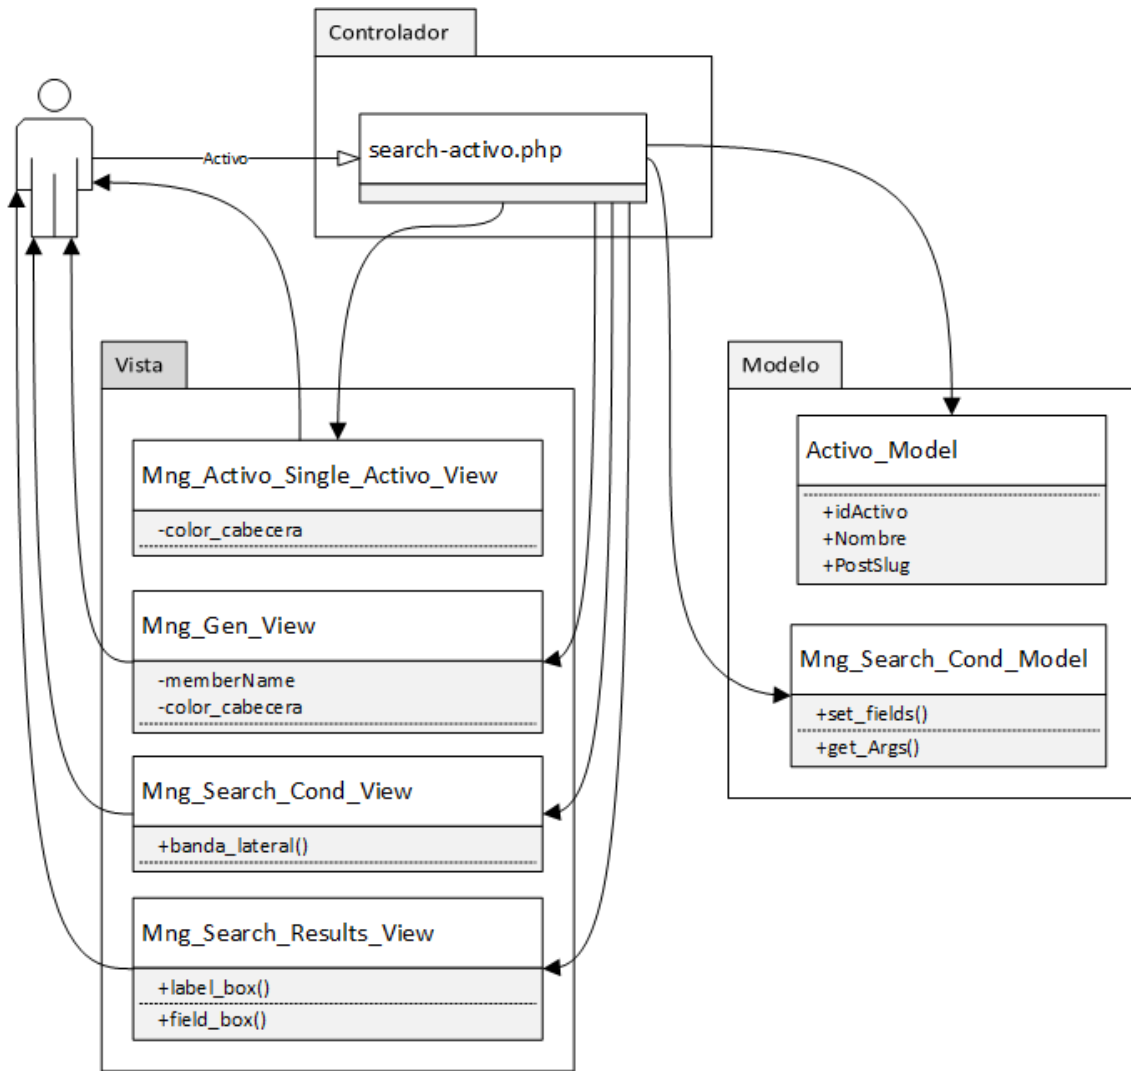 Controlador
search-activo.php
Activo
Vista
Mng_Activo_Single_Activo_View
-color_cabecera
Mng_Gen_View
-memberName
-color_cabecera
Mng_Search_Cond_View
+banda_lateral()
Mng_Search_Results_View
+label_box()
+field_box()
Modelo
Activo_Model
+idActivo
+Nombre
+PostSlug
Mng_Search_Cond_Model
+set_fields()
+get_Args()